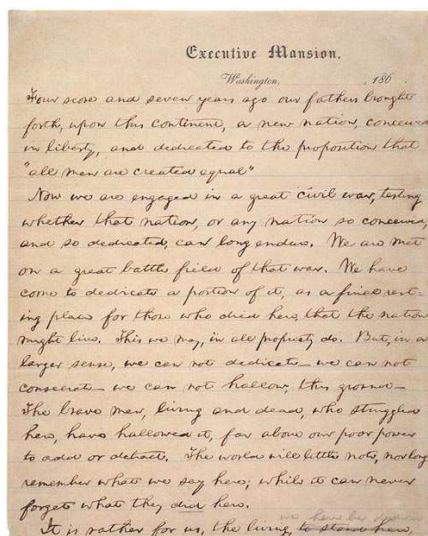 Executive Mansion,
Washington, , 186 .
Four score and seven years ago our fathers brought
forth, upon this continent, a new nation, conceived
in liberty, and dedicated to the proposition that
"all men are created equal"
Now we are engaged in a great civil war, testing
whether that nation, or any nation so conceived,
and so dedicated, can long endure. We are met
on a great battle field of that war. We have
come to dedicate a portion of it, as a final rest-
ing place for those who died here, that the nation
might live. This we may, in all propriety do. But, in a
larger sense, we can not dedicate— we can not
consecrate— we can not hallow, this ground—
The brave men, living and dead, who struggled
here, have hallowed it, far above our poor power
to add or detract. The world will little note, nor long
remember what we say here; while it can never
forget what they did here.
we here be
It is rather for us, the living, to stand here,